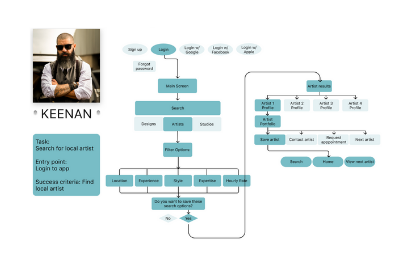 KEENAN
Task:
Search for local artist
Entry point:
Login to app
Success criteria: Find
local artist
Sign up
Login
Login w/
Google
Login w/
Facebook
Login w/
Apple
Forgot
password
Main Screen
Search
Designs
Artists
Studios
Filter Options
Location
Experience
Style
Expertise
Hourly Rate
Do you want to save these
search options?
No
Yes
Artist results
Artist 1
Profile
Artist 2
Profile
Artist 3
Profile
Artist 4
Profile
Artist
Portfolio
Save artist
Contact artist
Request
appointment
Next artist
Search
Home
View next artist